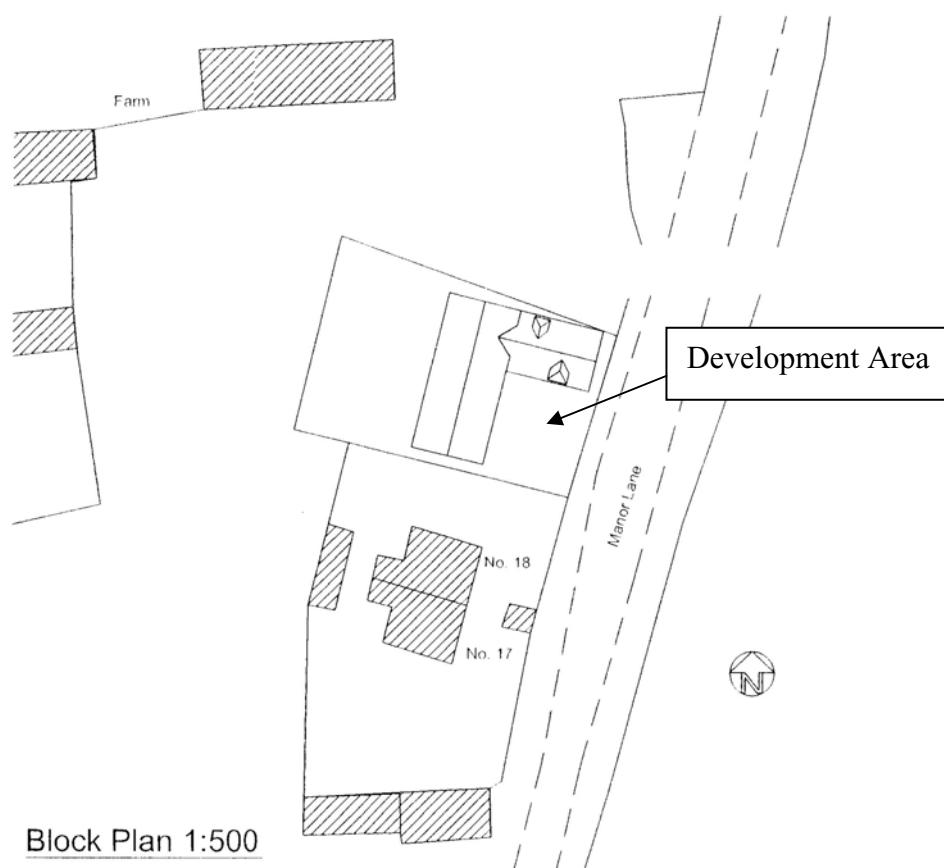 Farm
Development Area
Manor Lane
No. 18
No. 17
N
Block Plan 1:500